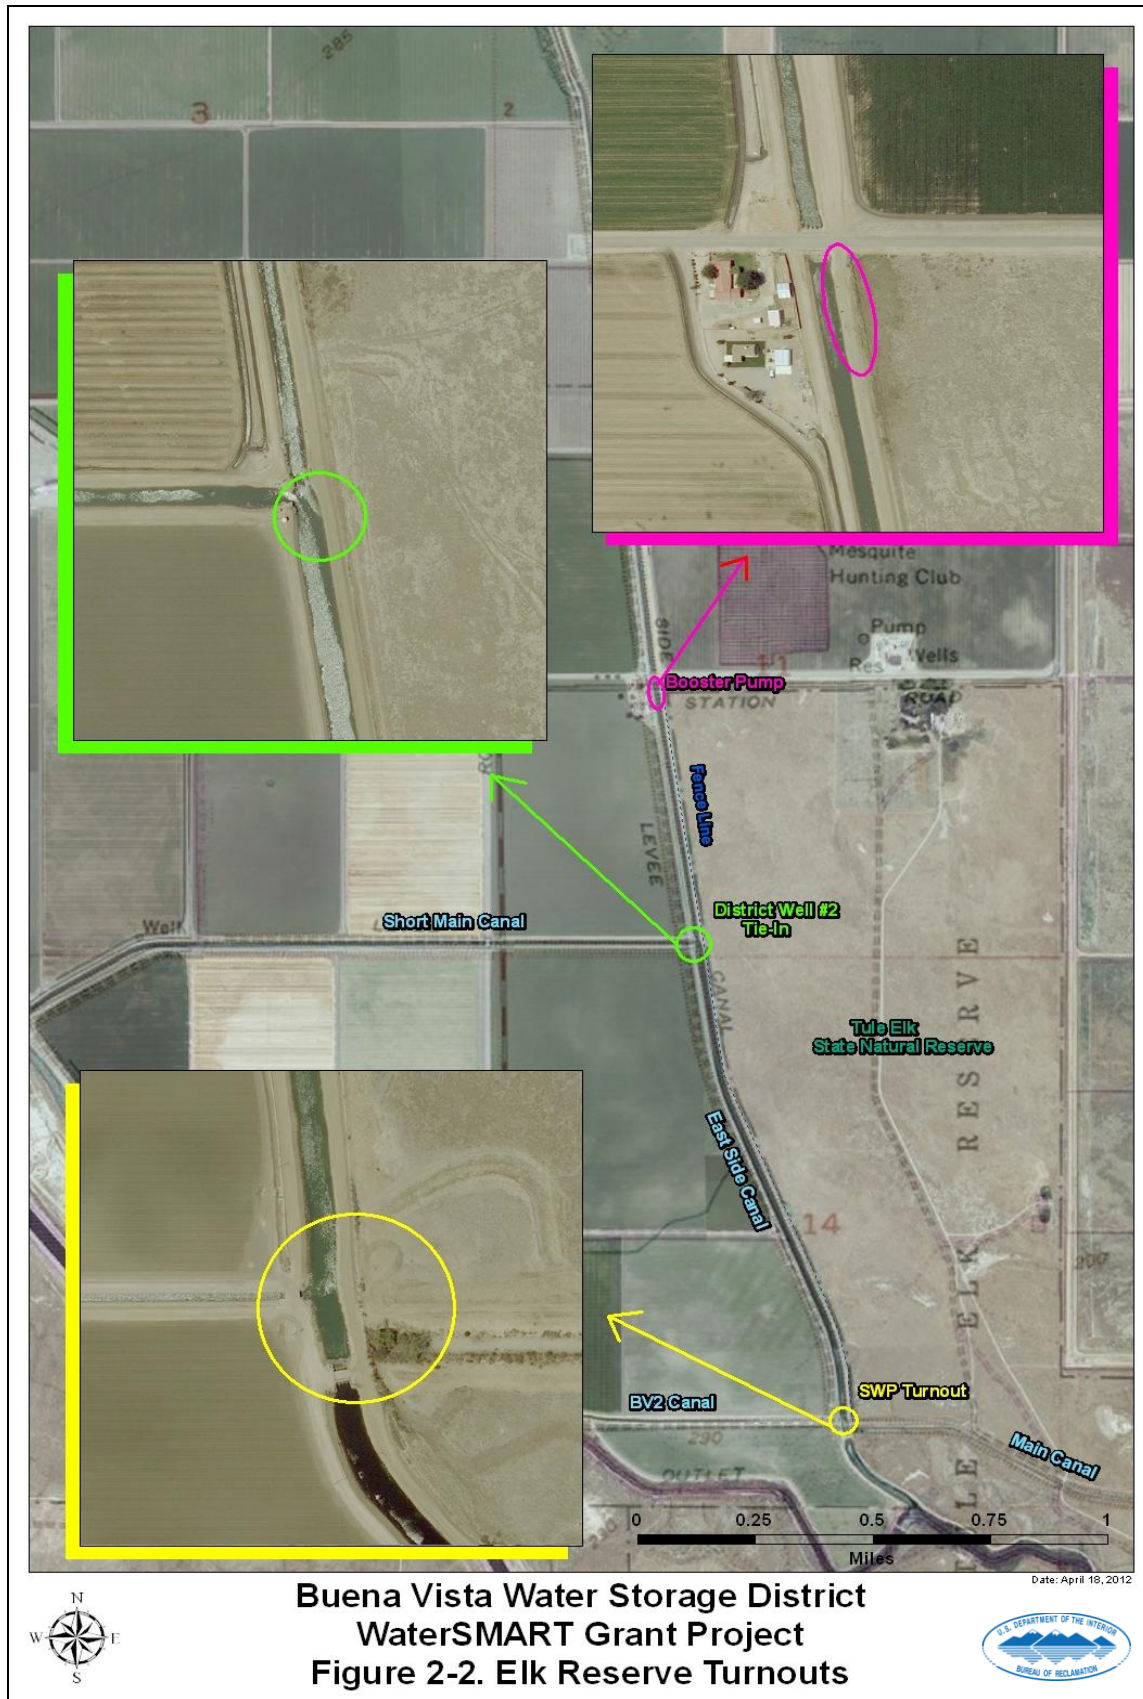 285
3
2
Mesquite
Hunting Club
Pump
Res
Wells
11
SIDE
Booster Pump
STATION
ROAD
Fence Line
LEVEE
District Well #2
Tie-In
Short Main Canal
Well
CANAL
RESERVE
Tule Elk
State Natural Reserve
East Side Canal
14
ELK
SWP Turnout
BV2 Canal
290
Main Canal
OUTLET
0 0.25 0.5 0.75 1
Miles
Date: April 18, 2012
N
W E
S
Buena Vista Water Storage District
WaterSMART Grant Project
Figure 2-2. Elk Reserve Turnouts
U.S. DEPARTMENT OF THE INTERIOR
BUREAU OF RECLAMATION